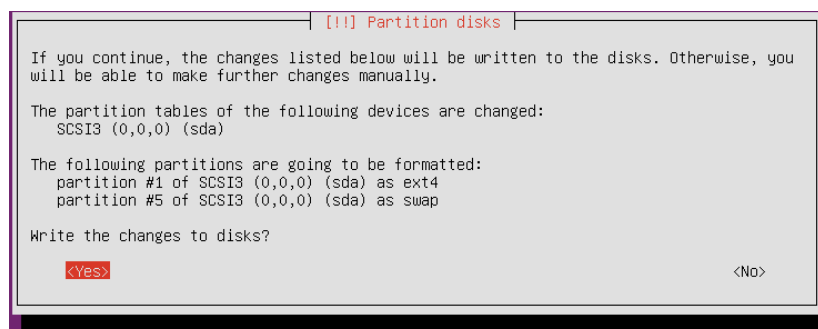 [!!] Partition disks
If you continue, the changes listed below will be written to the disks. Otherwise, you
will be able to make further changes manually.
The partition tables of the following devices are changed:
SCSI3 (0,0,0) (sda)
The following partitions are going to be formatted:
partition #1 of SCSI3 (0,0,0) (sda) as ext4
partition #5 of SCSI3 (0,0,0) (sda) as swap
Write the changes to disks?
<Yes> <No>